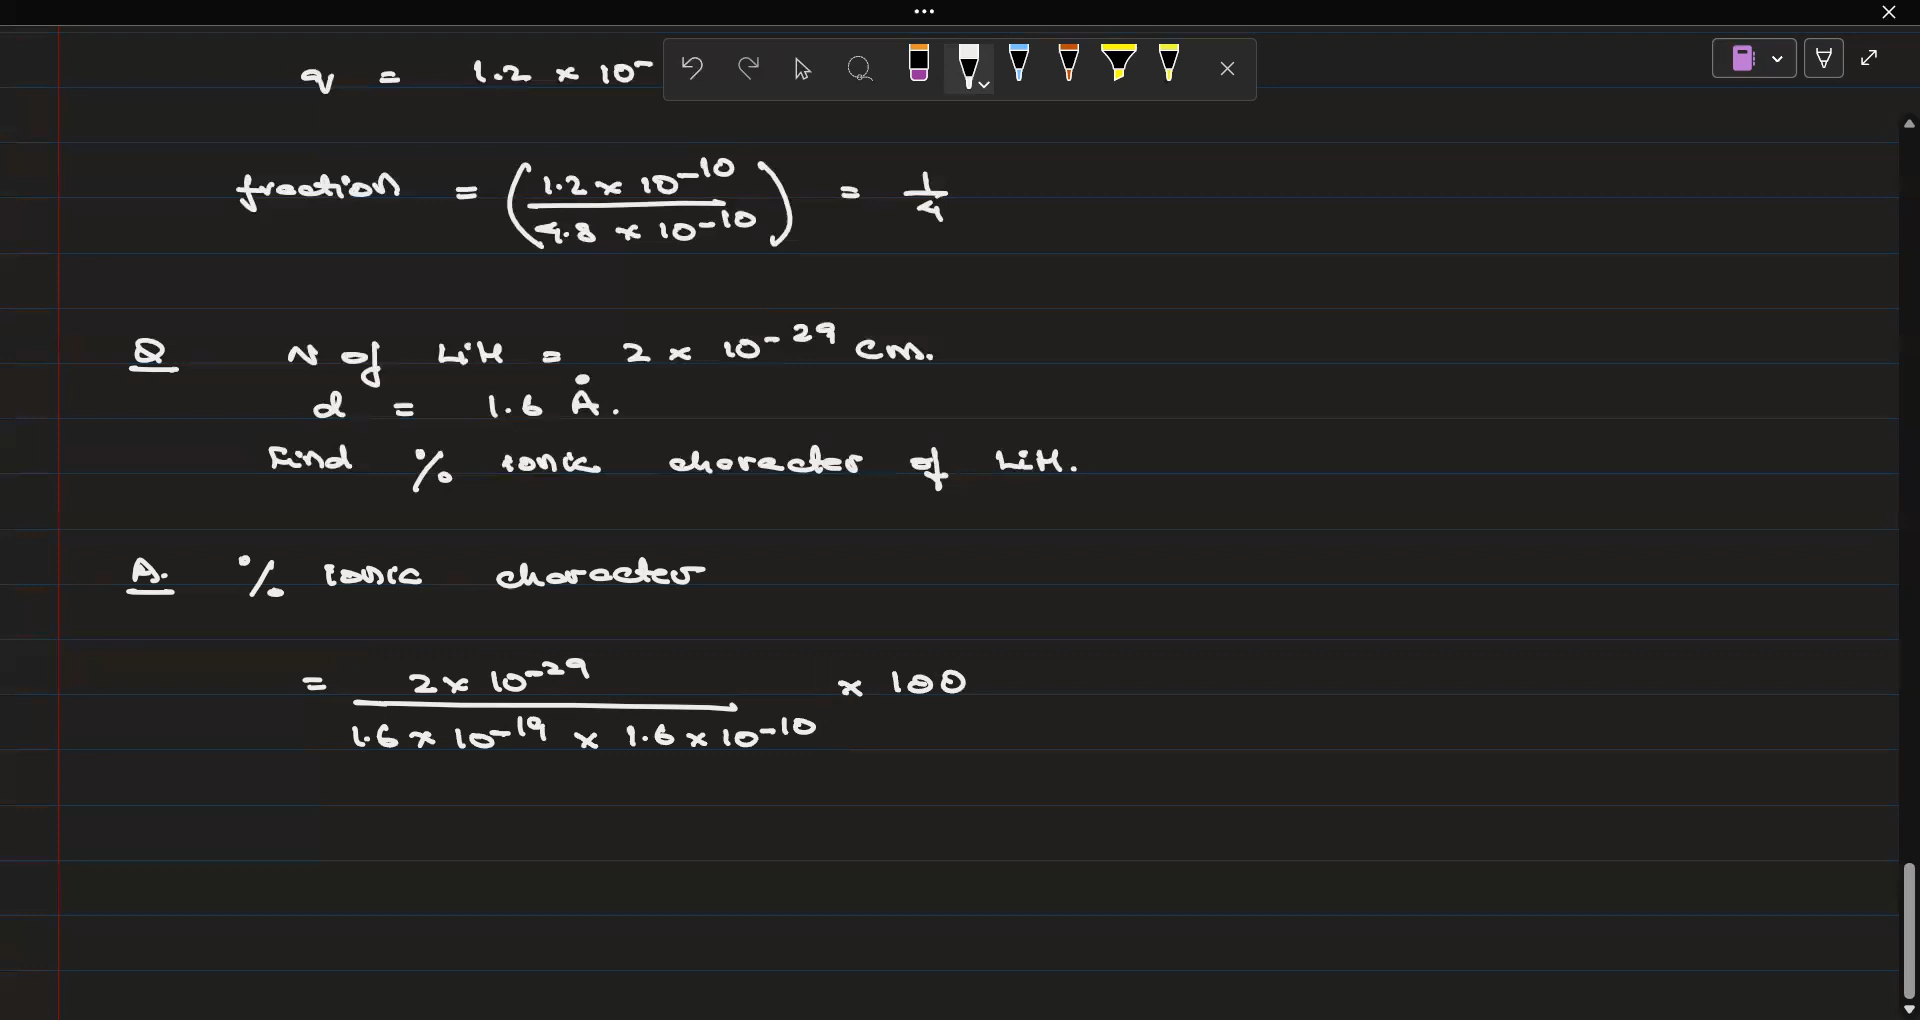 q = 1.2 × 10⁻
fraction = (1.2 × 10⁻¹⁰ / 4.8 × 10⁻¹⁰) = 1/4
Q of LiH = 2 × 10⁻²⁹ cm.
d = 1.6 Å.
Find % ionic character of LiH.
A. % ionic character
= 2 × 10⁻²⁹ / 1.6 × 10⁻¹⁹ × 1.6 × 10⁻¹⁰ × 100